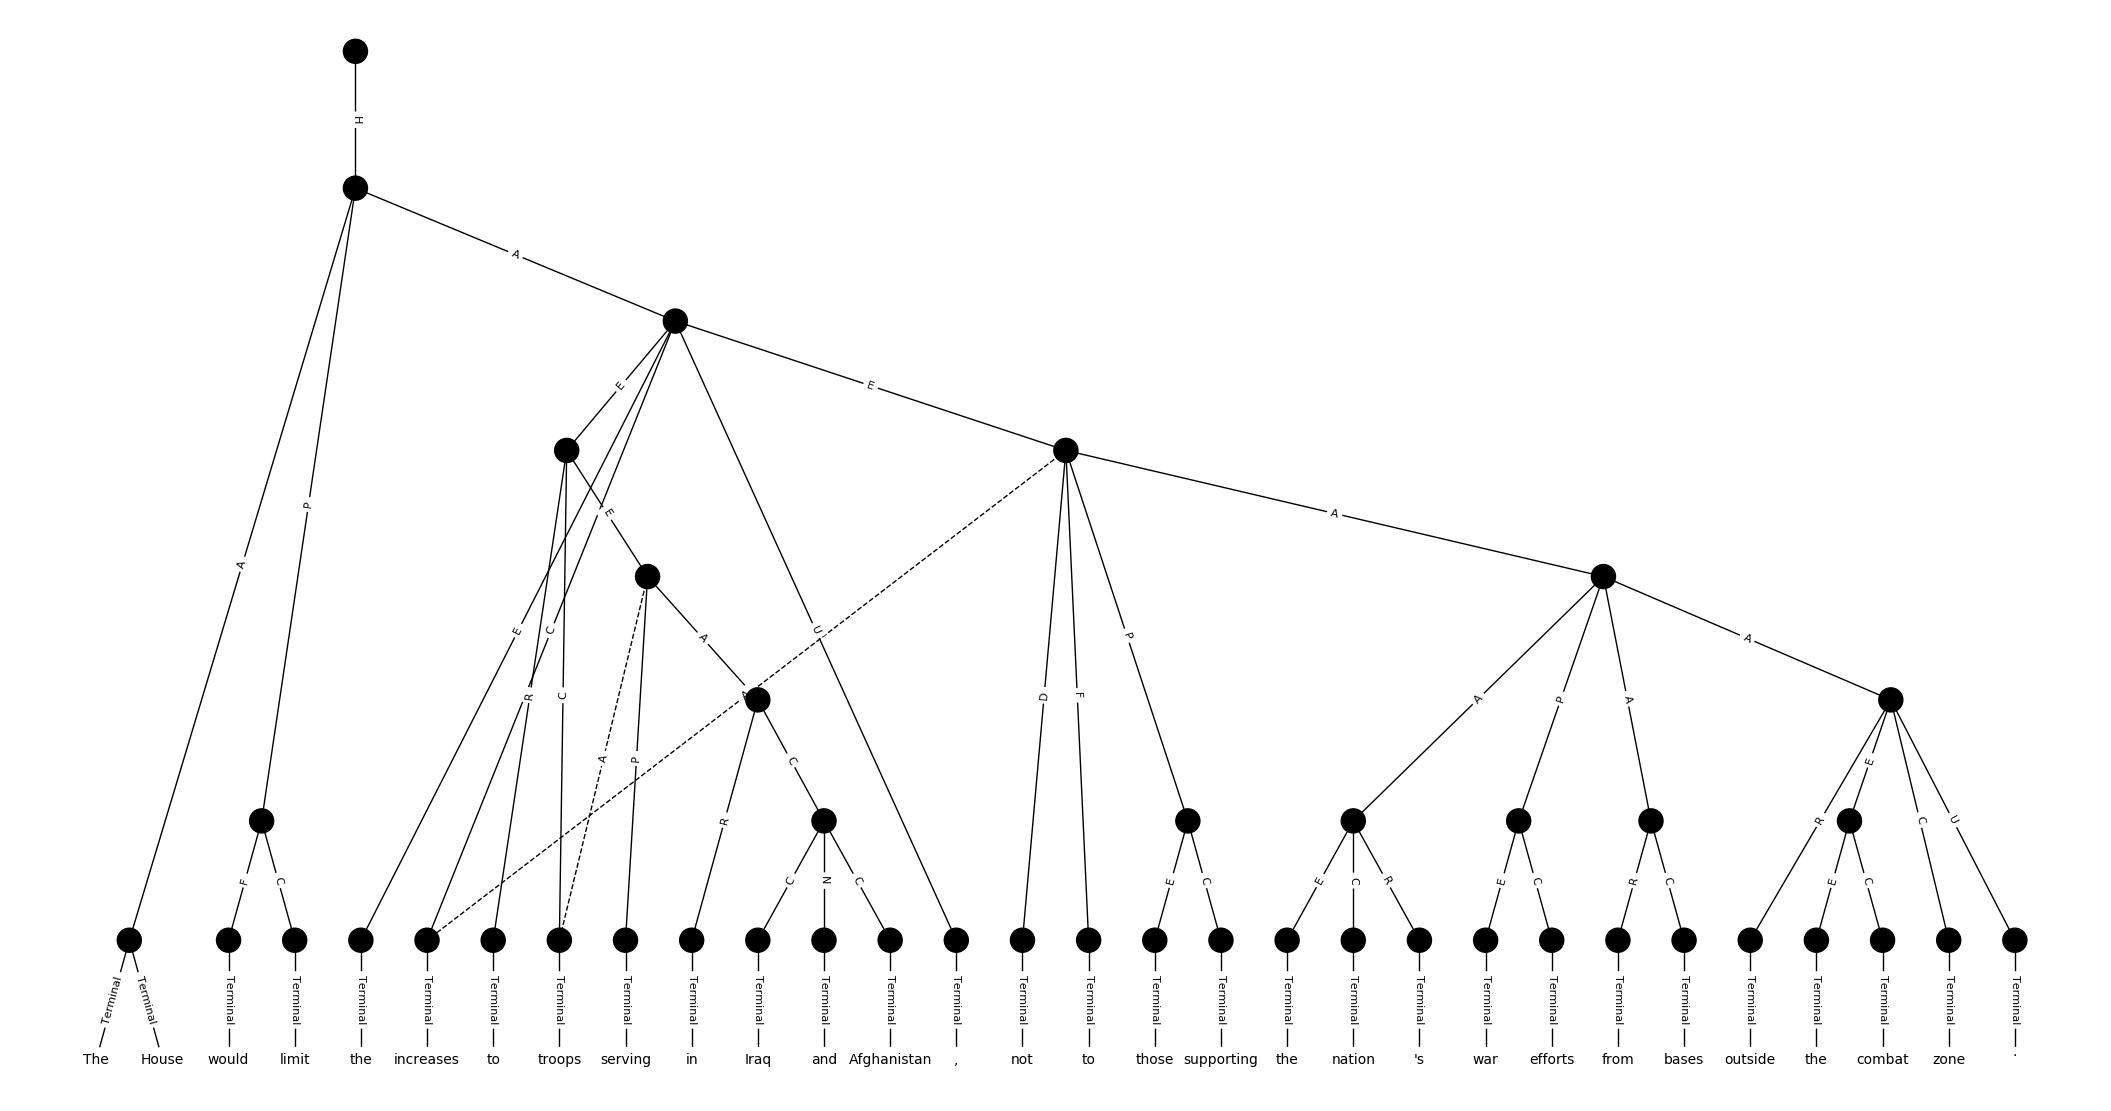 H
A
E
E
P
A
E
A
E
C
U
P
A
A
R
C
A
D
F
A
P
A
A
P
C
R
E
R
C
U
F
C
C
N
C
E
C
E
C
R
E
C
R
C
E
C
Terminal Terminal Terminal Terminal Terminal Terminal Terminal Terminal Terminal Terminal Terminal Terminal Terminal Terminal Terminal Terminal Terminal Terminal Terminal Terminal Terminal Terminal Terminal Terminal Terminal Terminal Terminal Terminal Terminal Terminal
The House would limit the increases to troops serving in Iraq and Afghanistan , not to those supporting the nation 's war efforts from bases outside the combat zone .